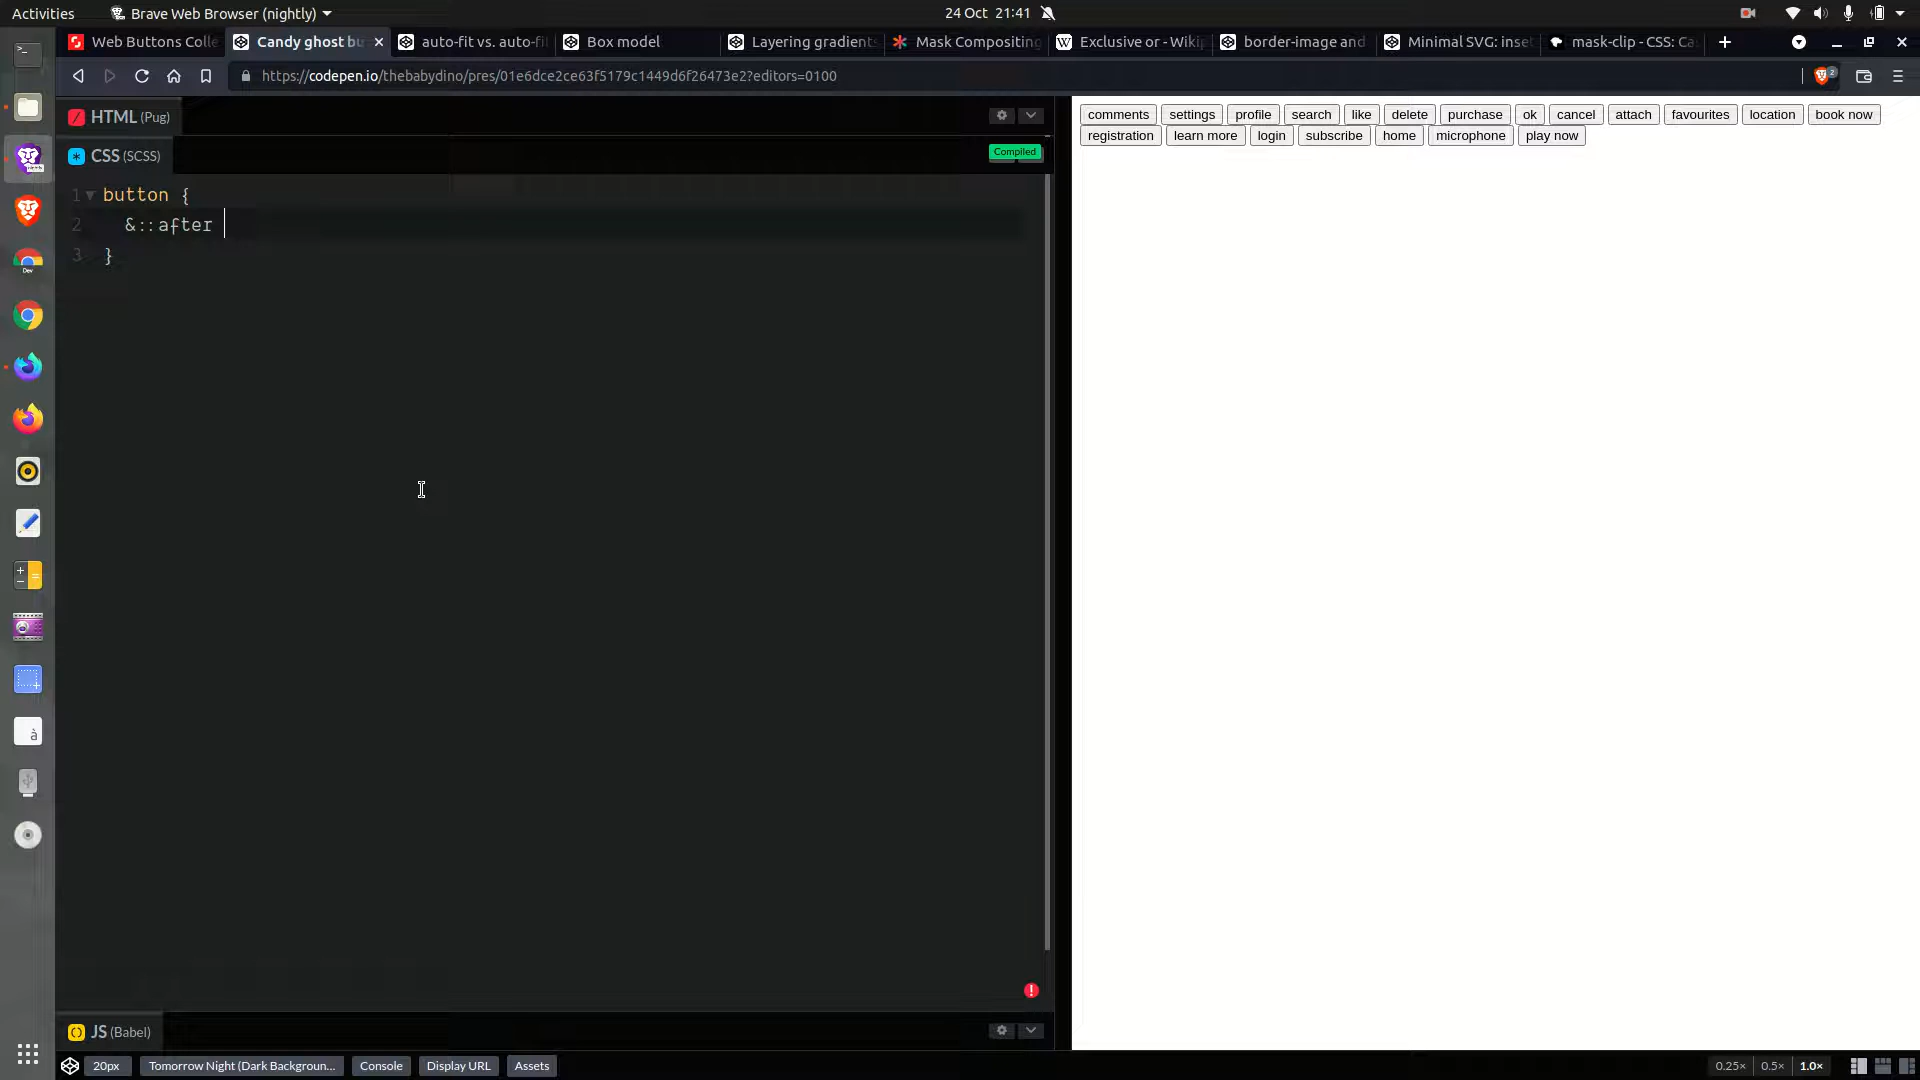 Activities
Brave Web Browser (nightly)
24 Oct 21:41
Web Buttons Colle
Candy ghost bu
auto-fit vs. auto-fi
Box model
Layering gradients
Mask Compositing
Exclusive or - Wiki
border-image and
Minimal SVG: inset
mask-clip - CSS: Ca
https://codepen.io/thebabydino/pres/01e6dce2ce63f5179c1449d6f26473e2?editors=0100
2
HTML (Pug)
CSS (SCSS)
Compiled
1 button {
2 &::after
3 }
comments settings profile search like delete purchase ok cancel attach favourites location book now
registration learn more login subscribe home microphone play now
Dev
à
JS (Babel)
20px
Tomorrow Night (Dark Backgroun...
Console
Display URL
Assets
0.25× 0.5× 1.0×